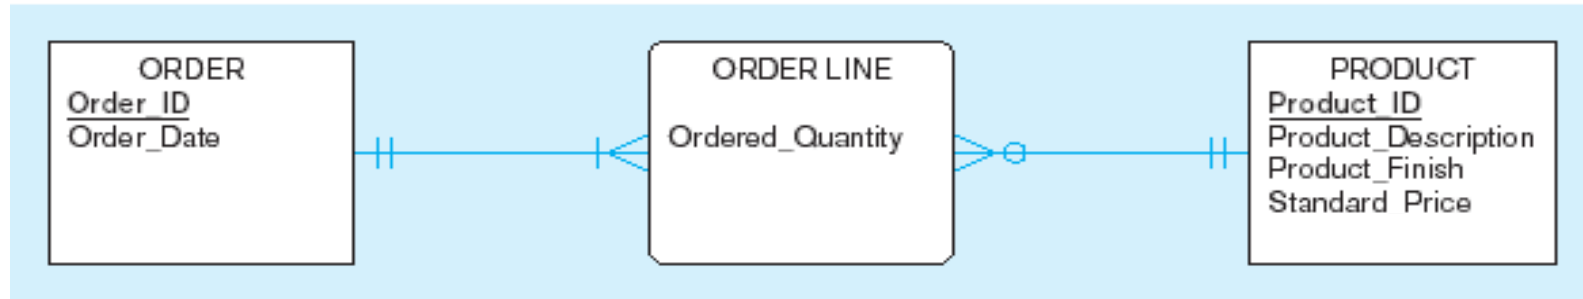 ORDER
Order_ID
Order_Date
ORDER LINE
Ordered_Quantity
PRODUCT
Product_ID
Product_Description
Product_Finish
Standard_Price